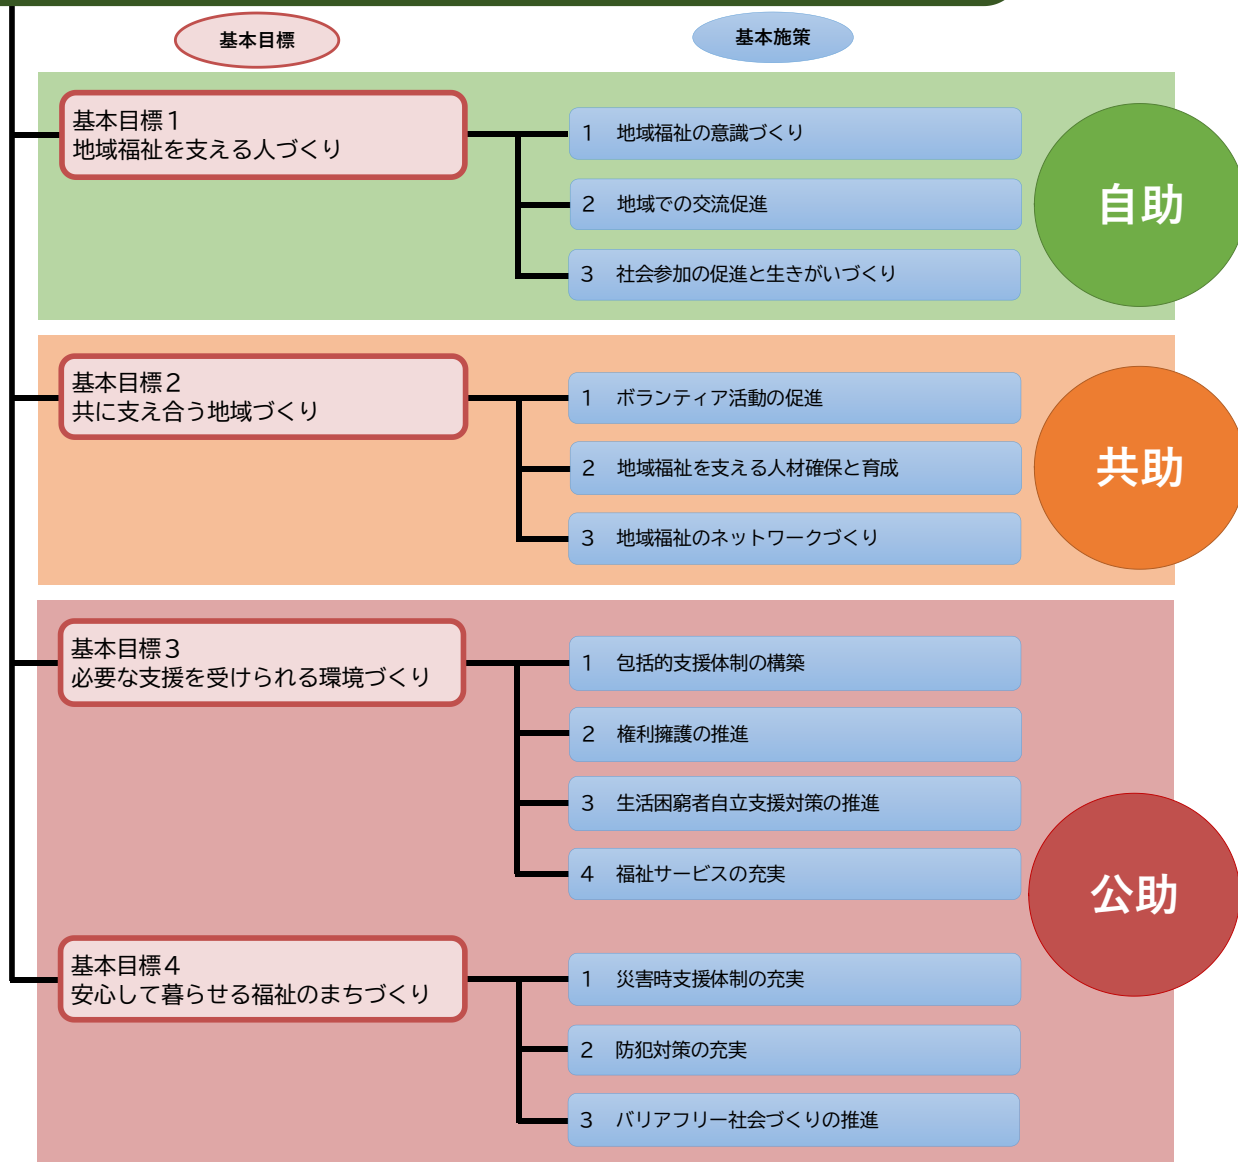 基本目標
基本施策
基本目標１
地域福祉を支える人づくり
1 地域福祉の意識づくり
2 地域での交流促進
3 社会参加の促進と生きがいづくり
自助
基本目標２
共に支え合う地域づくり
1 ボランティア活動の促進
2 地域福祉を支える人材確保と育成
3 地域福祉のネットワークづくり
共助
基本目標３
必要な支援を受けられる環境づくり
1 包括的支援体制の構築
2 権利擁護の推進
3 生活困窮者自立支援対策の推進
4 福祉サービスの充実
公助
基本目標４
安心して暮らせる福祉のまちづくり
1 災害時支援体制の充実
2 防犯対策の充実
3 バリアフリー社会づくりの推進